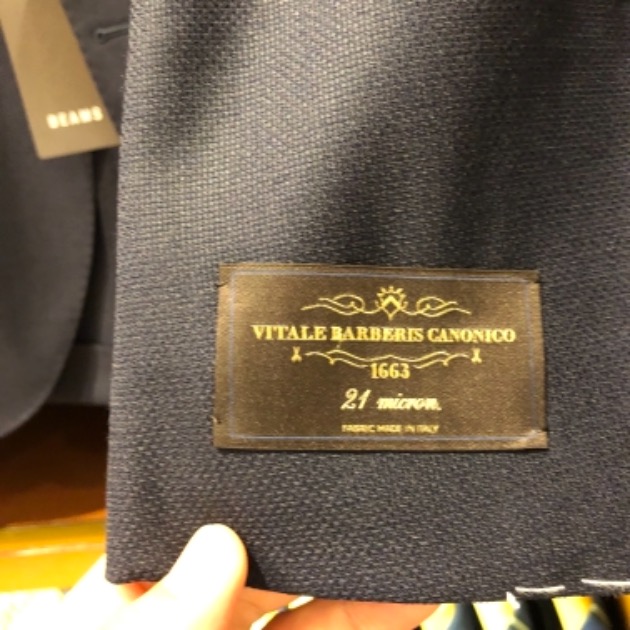 BEAMS
VITALE BARBERIS CANONICO
1663
21 micron.
FABRIC MADE IN ITALY